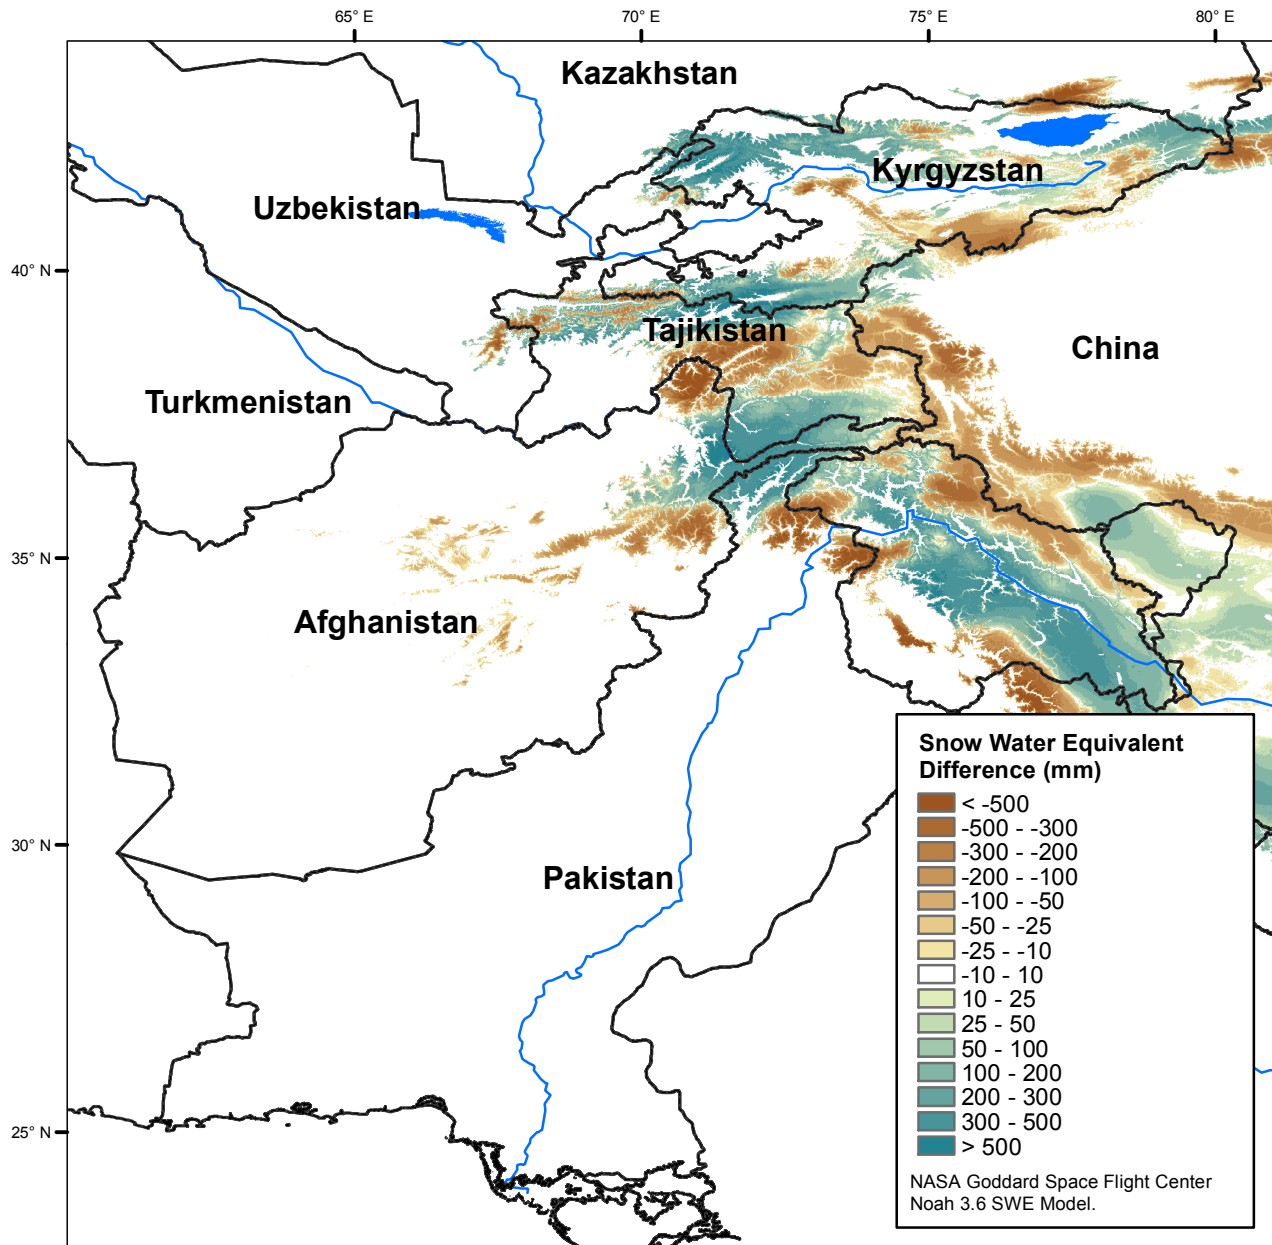 65° E
70° E
75° E
80° E
Kazakhstan
Kyrgyzstan
Uzbekistan
40° N
Tajikistan
China
Turkmenistan
35° N
Afghanistan
30° N
Pakistan
25° N
Snow Water Equivalent
Difference (mm)
< -500
-500 - -300
-300 - -200
-200 - -100
-100 - -50
-50 - -25
-25 - -10
-10 - 10
10 - 25
25 - 50
50 - 100
100 - 200
200 - 300
300 - 500
> 500
NASA Goddard Space Flight Center
Noah 3.6 SWE Model.